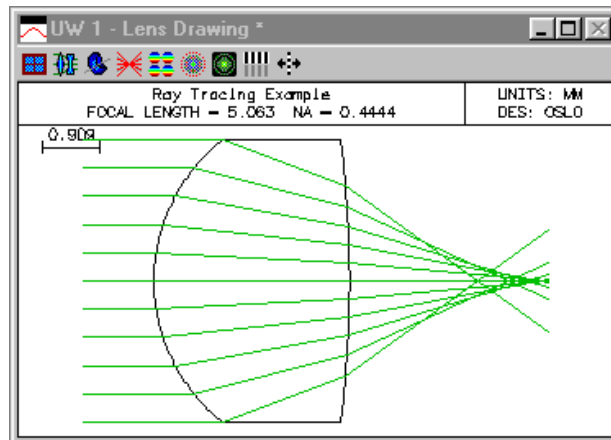 UW 1 - Lens Drawing *
Ray Tracing Example
FOCAL LENGTH = 5.063 NA = 0.4444
UNITS: MM
DES: OSLO
0.909